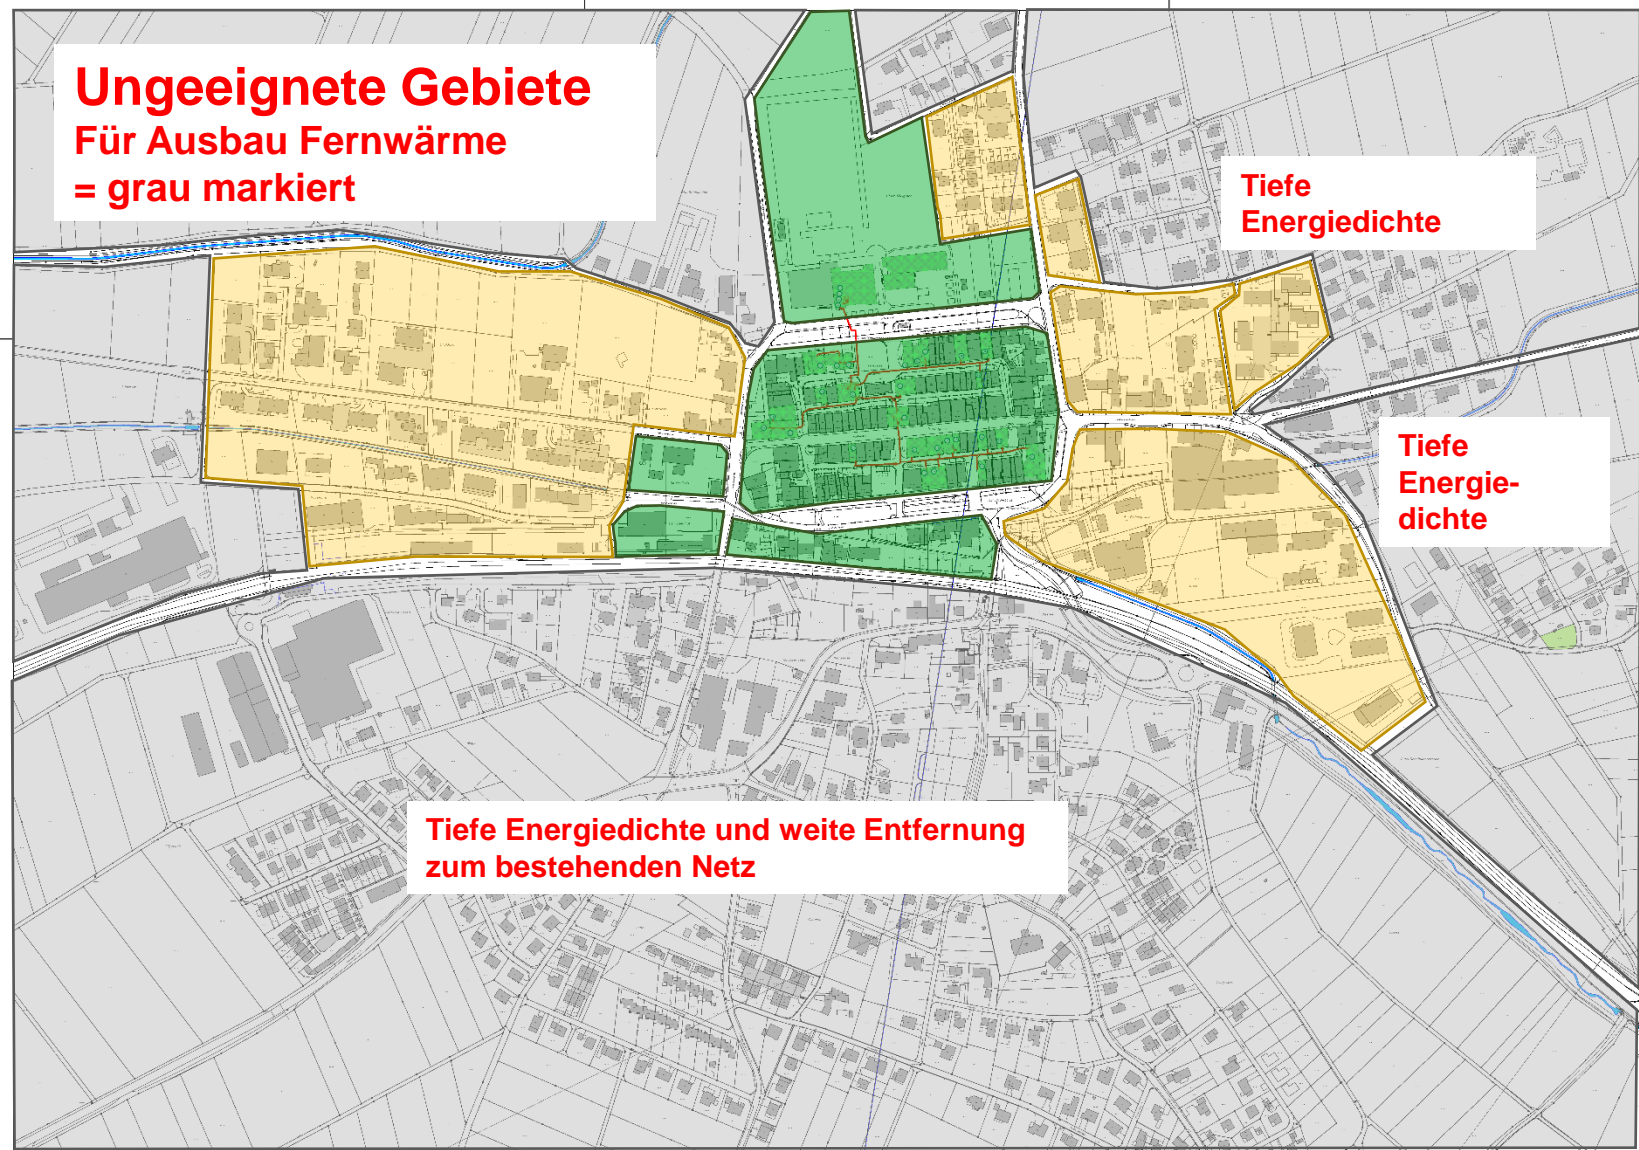 Ungeeignete Gebiete
Für Ausbau Fernwärme
= grau markiert
Tiefe
Energiedichte
Tiefe
Energie-
dichte
Tiefe Energiedichte und weite Entfernung
zum bestehenden Netz